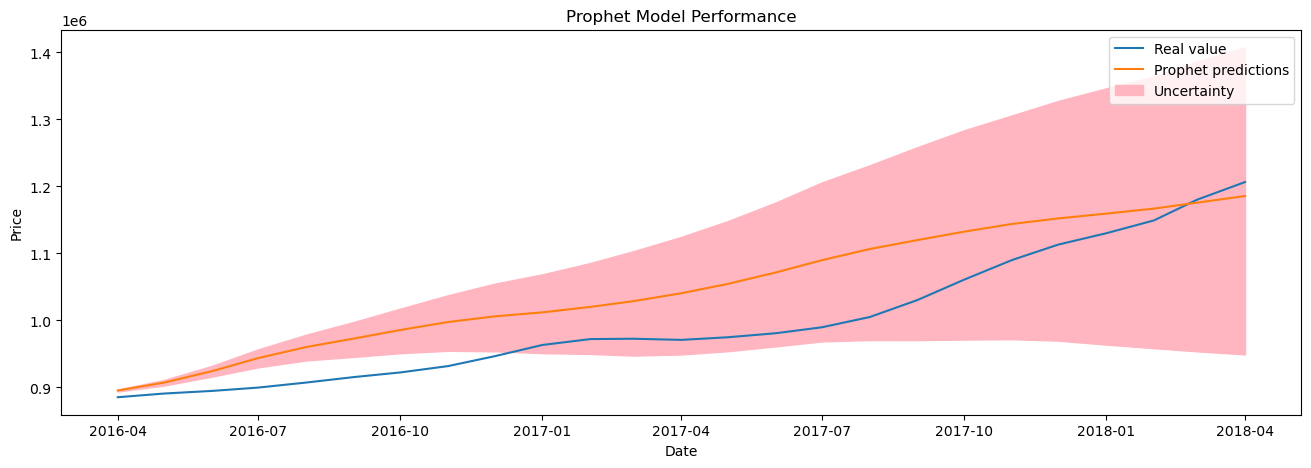 Prophet Model Performance
1e6
Real value
Prophet predictions
Uncertainty
1.4
1.3
1.2
1.1
1.0
0.9
Price
2016-04 2016-07 2016-10 2017-01 2017-04 2017-07 2017-10 2018-01 2018-04
Date